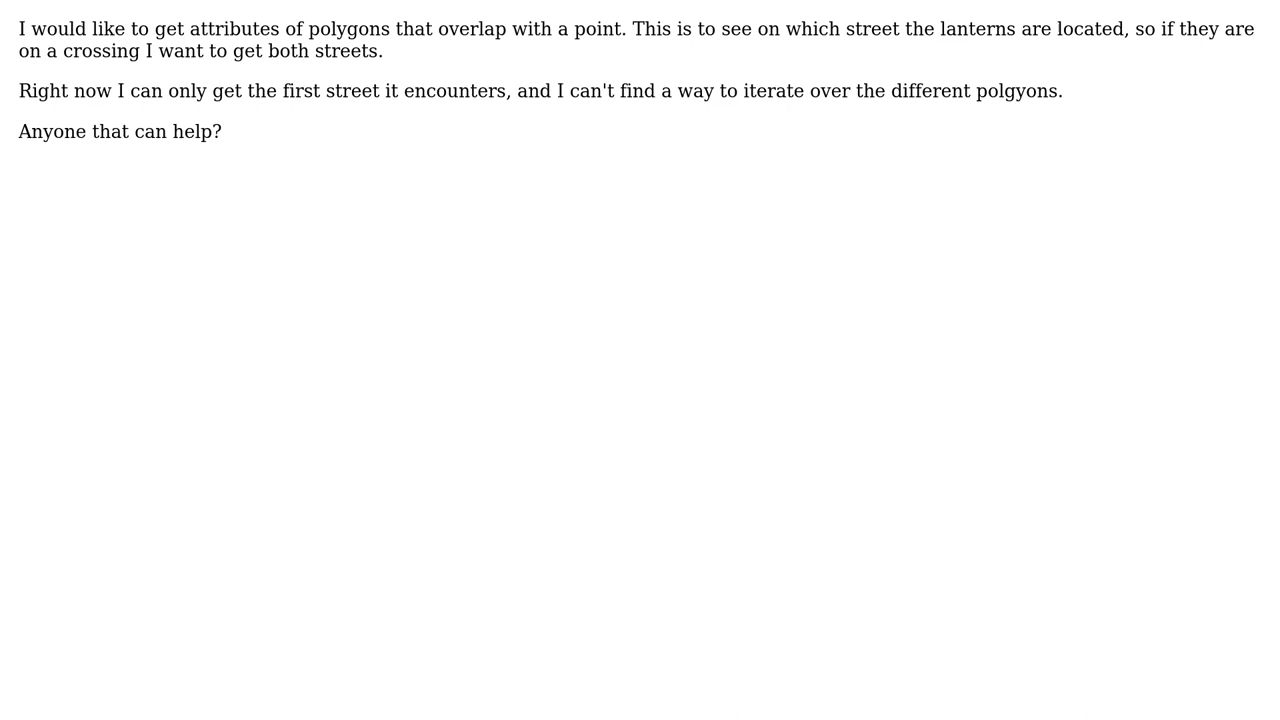 I would like to get attributes of polygons that overlap with a point. This is to see on which street the lanterns are located, so if they are
on a crossing I want to get both streets.
Right now I can only get the first street it encounters, and I can't find a way to iterate over the different polgyons.
Anyone that can help?